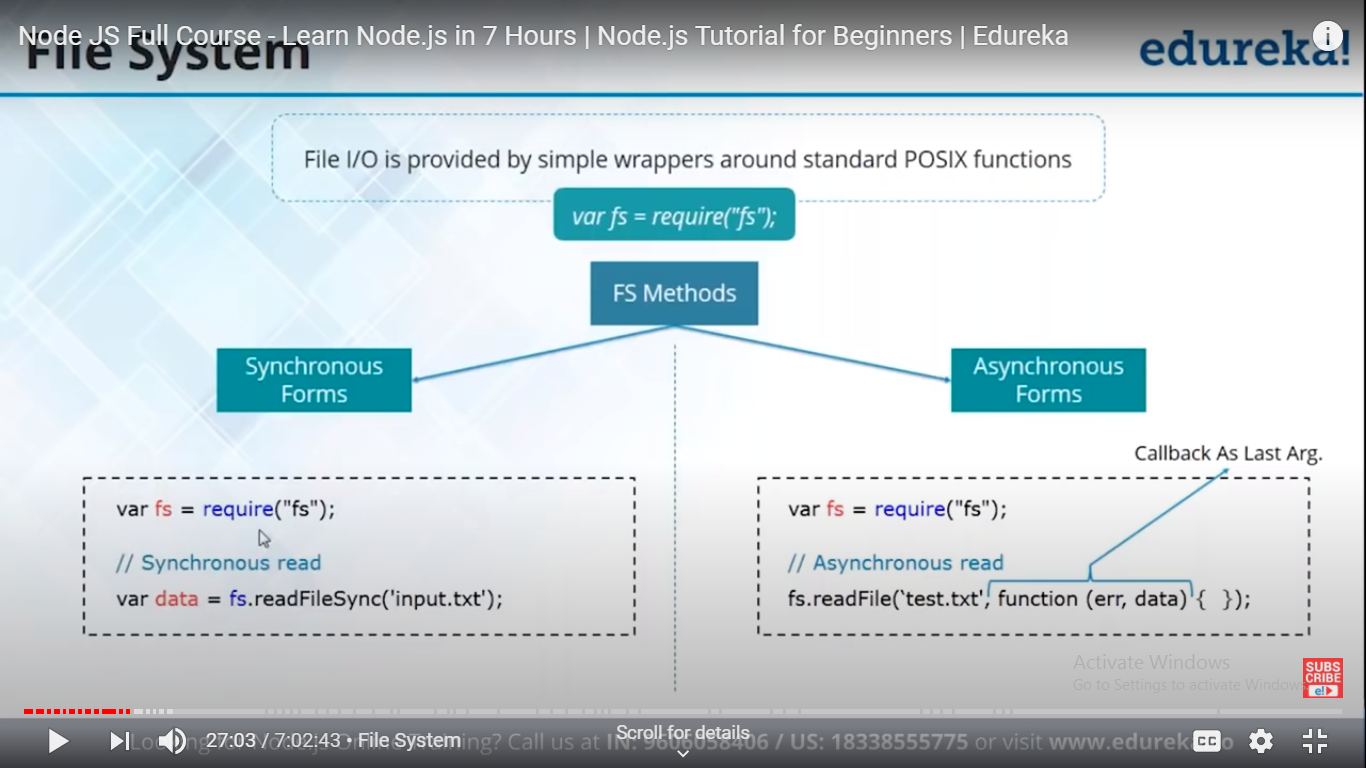 Node JS Full Course - Learn Node.js in 7 Hours | Node.js Tutorial for Beginners | Edureka
File System
edureka!
i
File I/O is provided by simple wrappers around standard POSIX functions
var fs = require("fs");
FS Methods
Synchronous
Forms
Asynchronous
Forms
Callback As Last Arg.
var fs = require("fs");
// Synchronous read
var data = fs.readFileSync('input.txt');
var fs = require("fs");
// Asynchronous read
fs.readFile(‘test.txt', function (err, data) { });
Activate Windows
Go to Settings to activate Windows
SUBS
CRIBE
e!
27:03 / 7:02:43 • File System
Scroll for details
? Call us at IN: 9606058406 / US: 18338555775 or visit www.edurek
CC